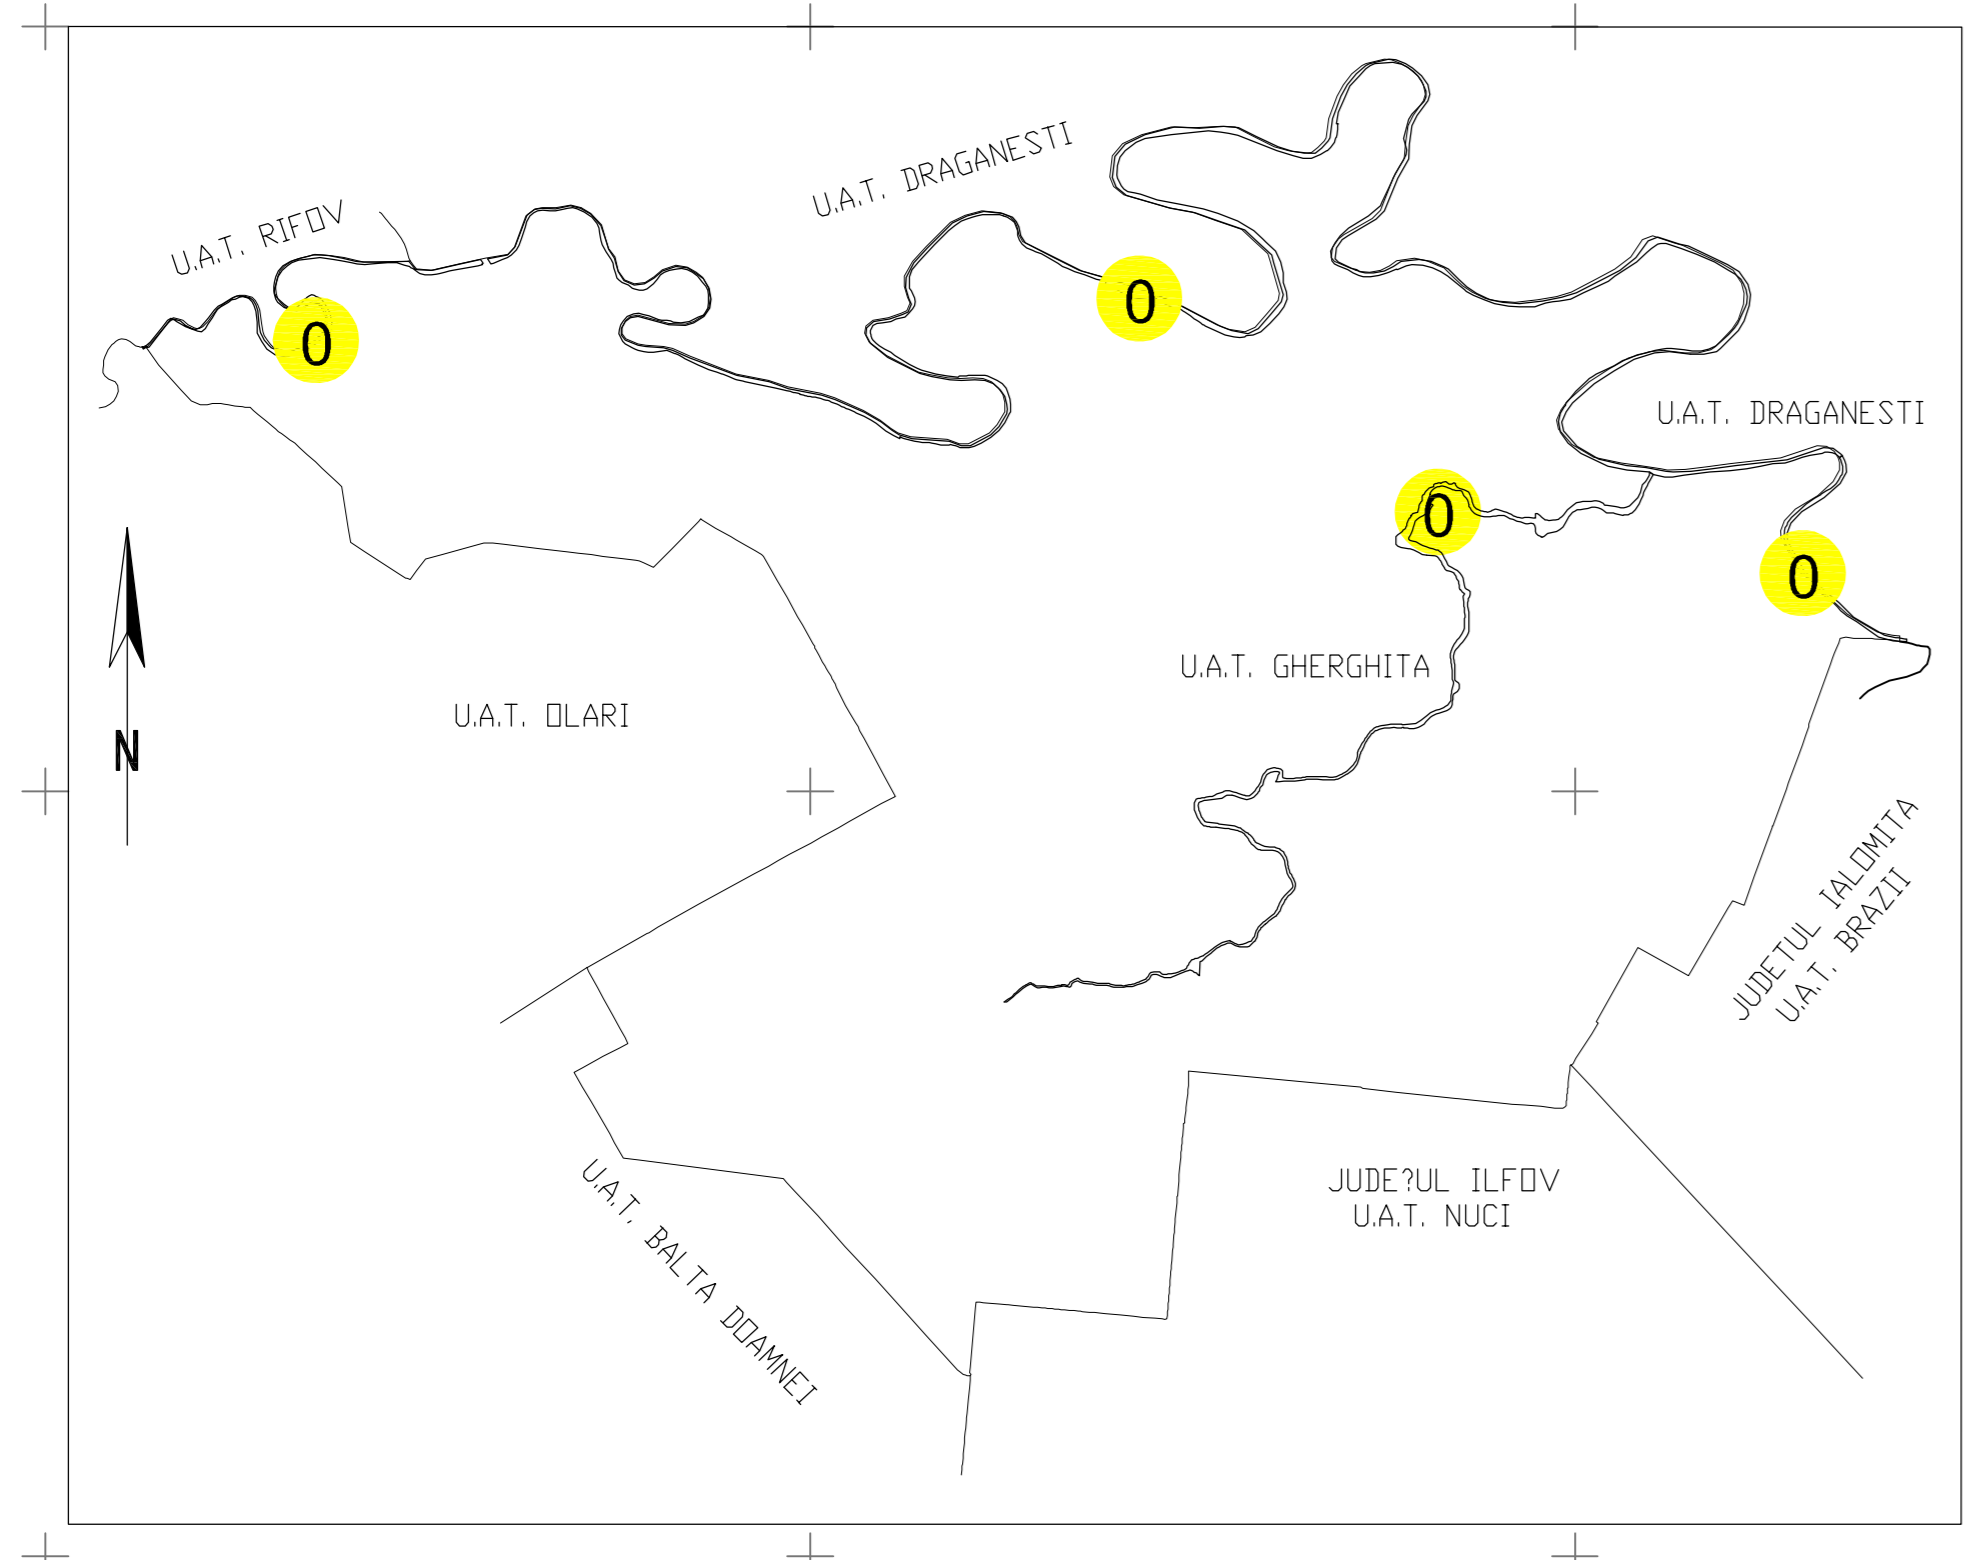 U.A.T. DRAGANESTI
U.A.T. RIFOV
0
0
U.A.T. DRAGANESTI
0
0
U.A.T. GHERGHITA
U.A.T. OLARI
N
JUDETUL IALOMITA
U.A.T. BRAZII
JUDE?UL ILFOV
U.A.T. NUCI
U.A.T. BALTA DOAMNEI